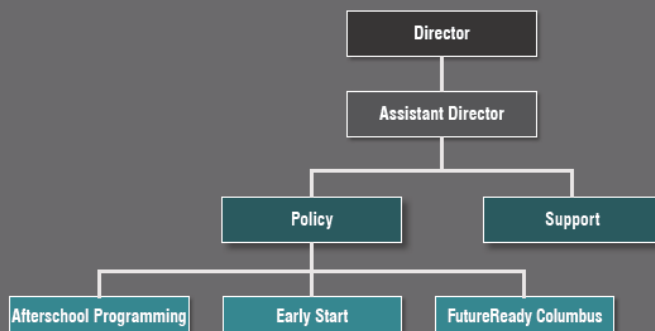 Director
Assistant Director
Policy
Support
Afterschool Programming
Early Start
FutureReady Columbus